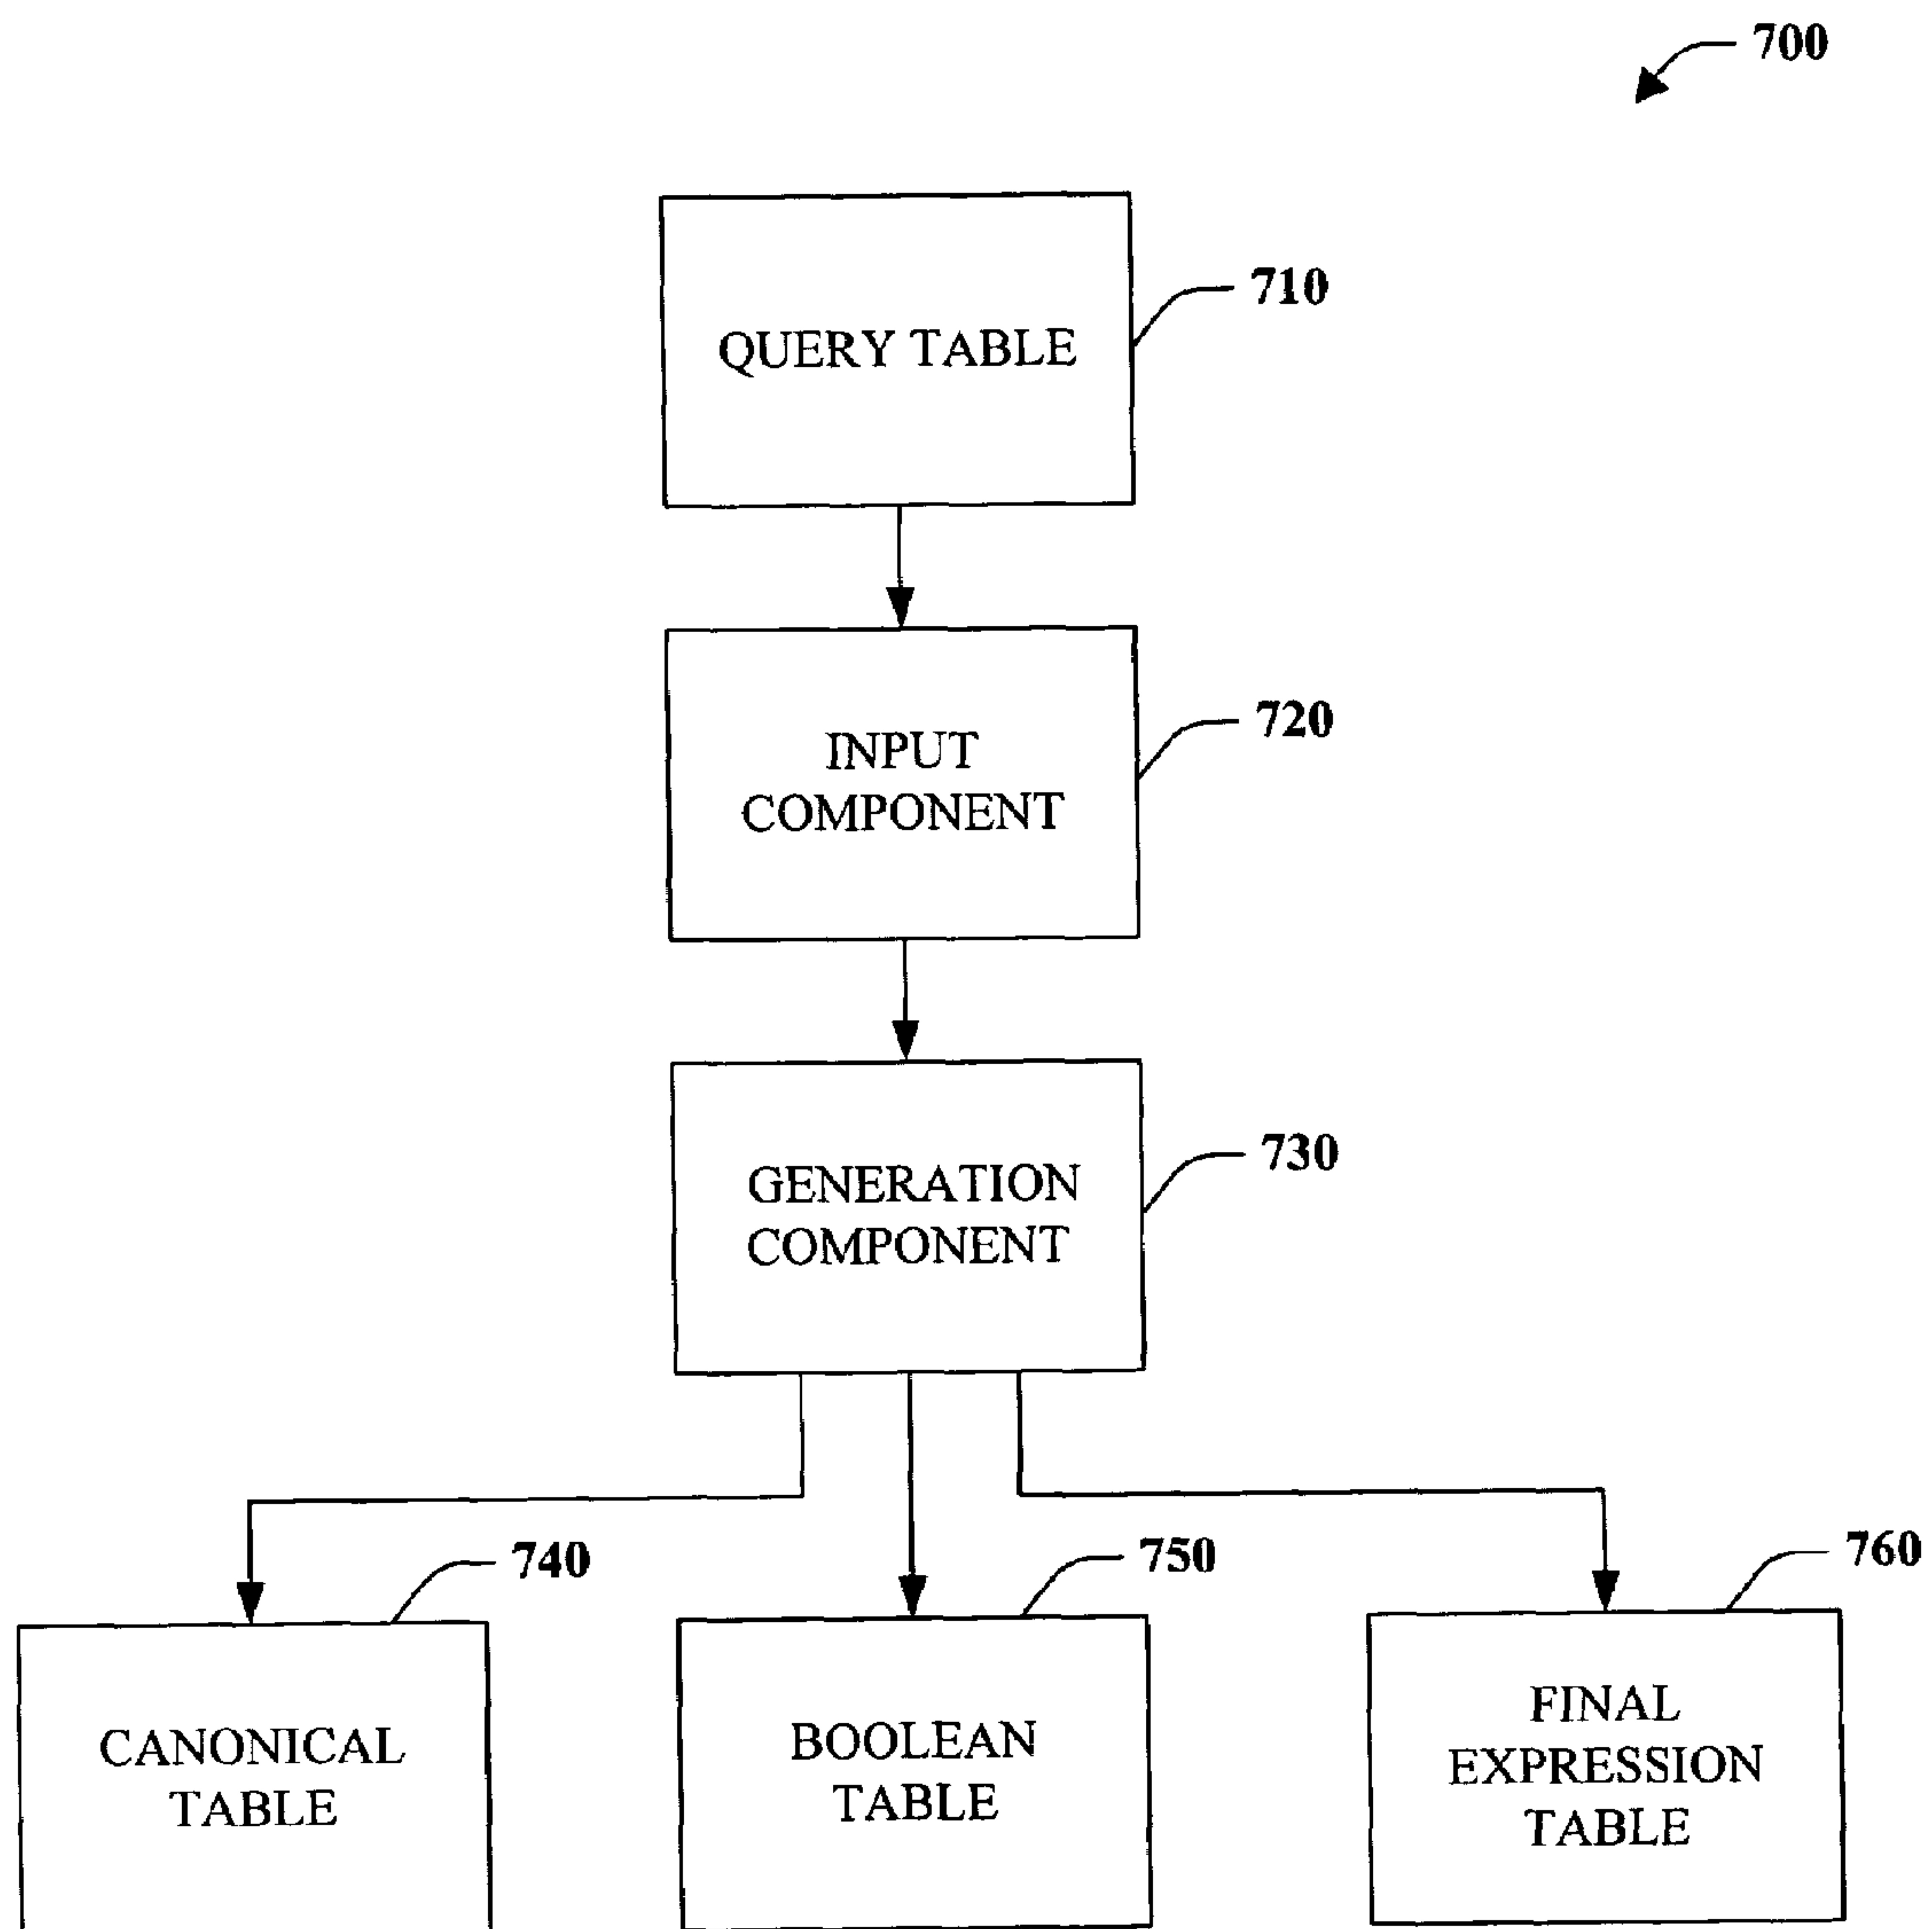 700
QUERY TABLE
710
INPUT
COMPONENT
720
GENERATION
COMPONENT
730
740
750
760
CANONICAL
TABLE
BOOLEAN
TABLE
FINAL
EXPRESSION
TABLE